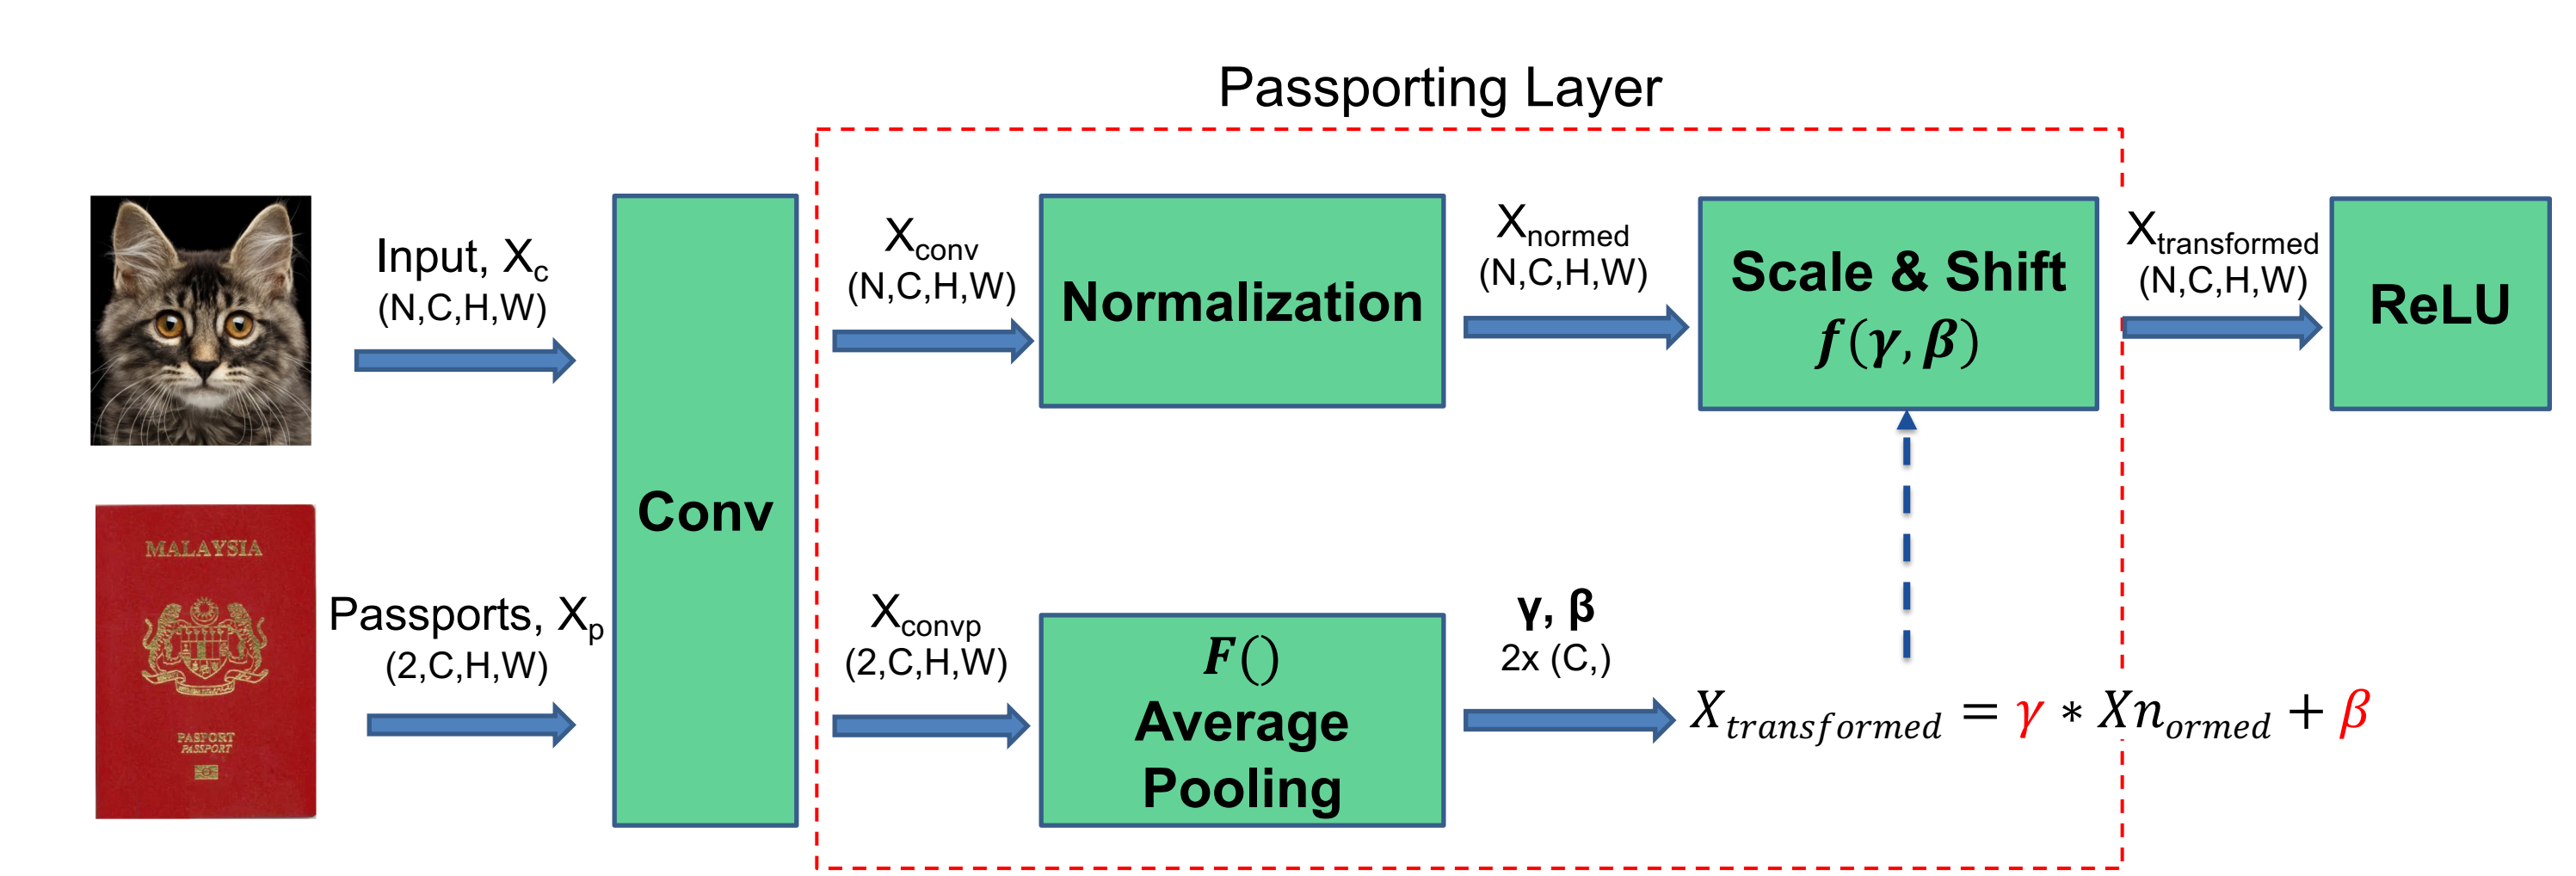 Passporting Layer
Input, Xc
(N,C,H,W)
Xconv
(N,C,H,W)
Normalization
Xnormed
(N,C,H,W)
Scale & Shift
f(γ,β)
Xtransformed
(N,C,H,W)
ReLU
Conv
MALAYSIA
PASPORT
PASSPORT
Passports, Xp
(2,C,H,W)
Xconvp
(2,C,H,W)
F()
Average
Pooling
γ, β
2x (C,)
Xtransformed = γ * Xnormed + β